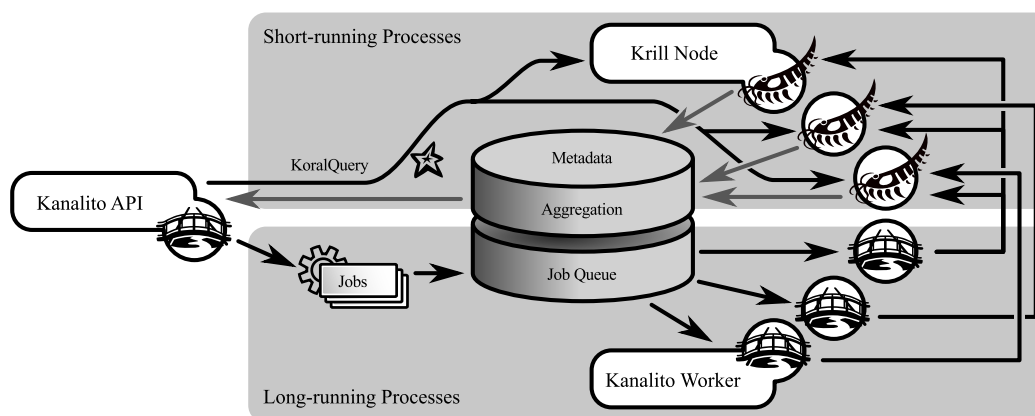 Short-running Processes
Krill Node
Metadata
KoralQuery
Kanalito API
Aggregation
Jobs
Job Queue
Kanalito Worker
Long-running Processes